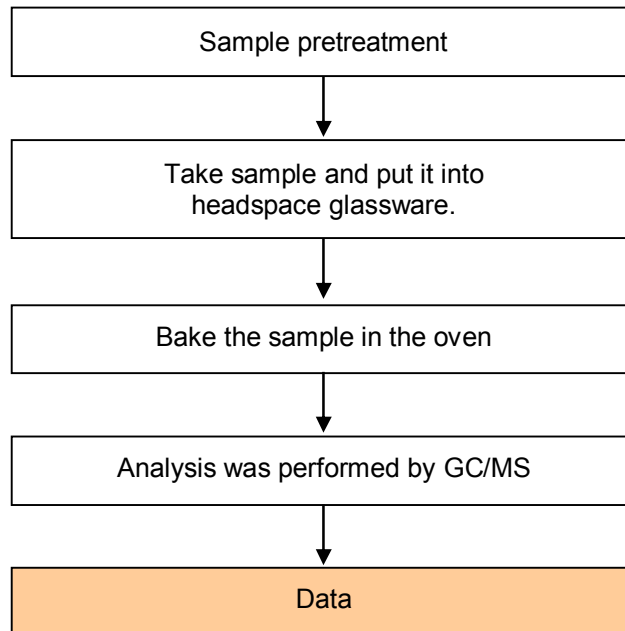 Sample pretreatment
Take sample and put it into
headspace glassware.
Bake the sample in the oven
Analysis was performed by GC/MS
Data